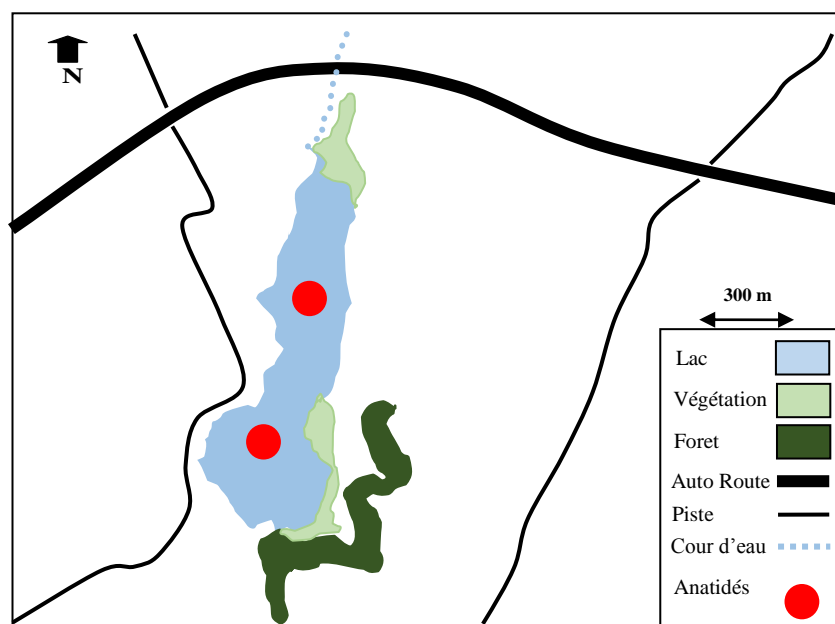 N
300 m
Lac
Végétation
Foret
Auto Route
Piste
Cour d’eau
Anatidés